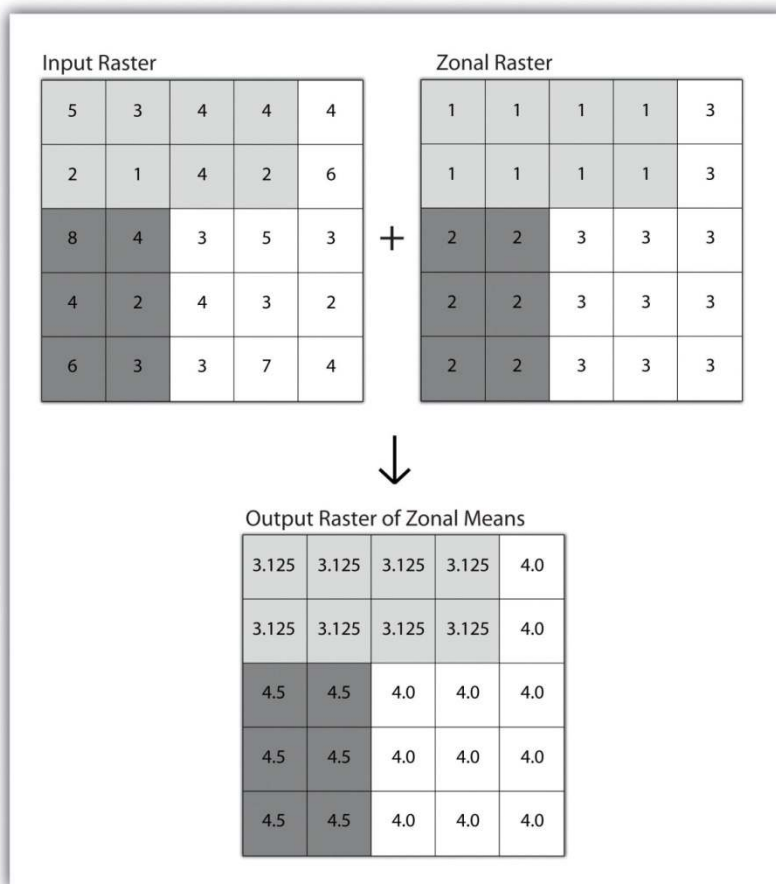 Input Raster
5 3 4 4 4
2 1 4 2 6
8 4 3 5 3
4 2 4 3 2
6 3 3 7 4
+
Zonal Raster
1 1 1 1 3
1 1 1 1 3
2 2 3 3 3
2 2 3 3 3
2 2 3 3 3
Output Raster of Zonal Means
3.125 3.125 3.125 3.125 4.0
3.125 3.125 3.125 3.125 4.0
4.5 4.5 4.0 4.0 4.0
4.5 4.5 4.0 4.0 4.0
4.5 4.5 4.0 4.0 4.0